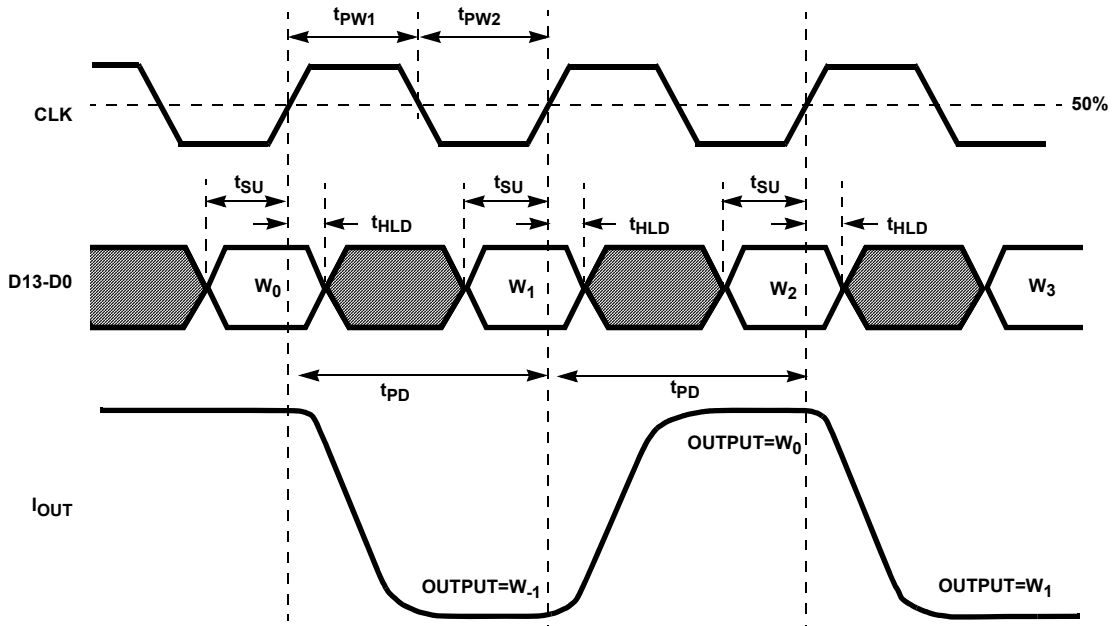 tPW1 tPW2
CLK
50%
tSU tSU tSU
tHLD tHLD tHLD
D13-D0
W0 W1 W2 W3
tPD tPD
OUTPUT=W0
IOUT
OUTPUT=W-1 OUTPUT=W1